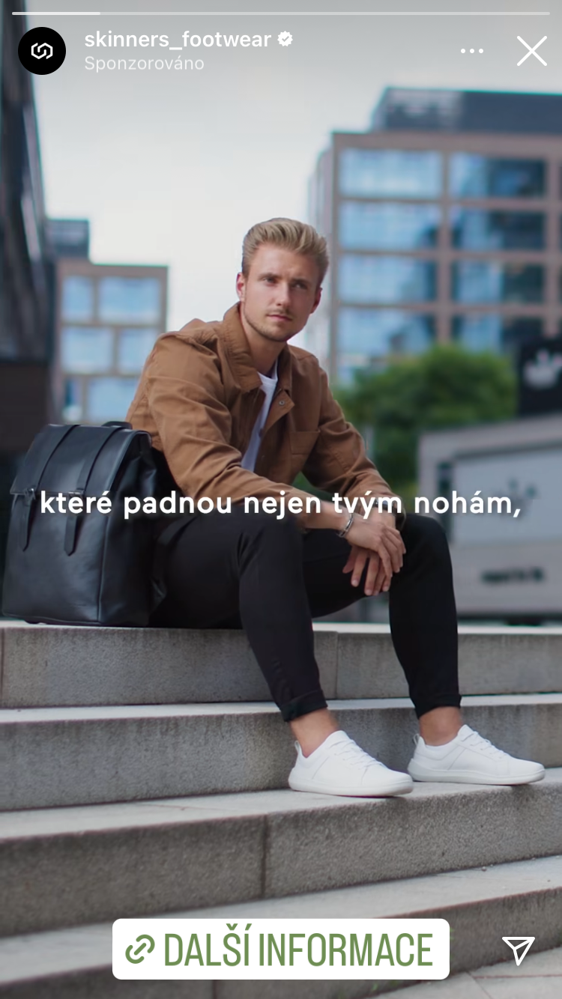 skinners_footwear
Sponzorováno
které padnou nejen tvým nohám,
DALŠÍ INFORMACE